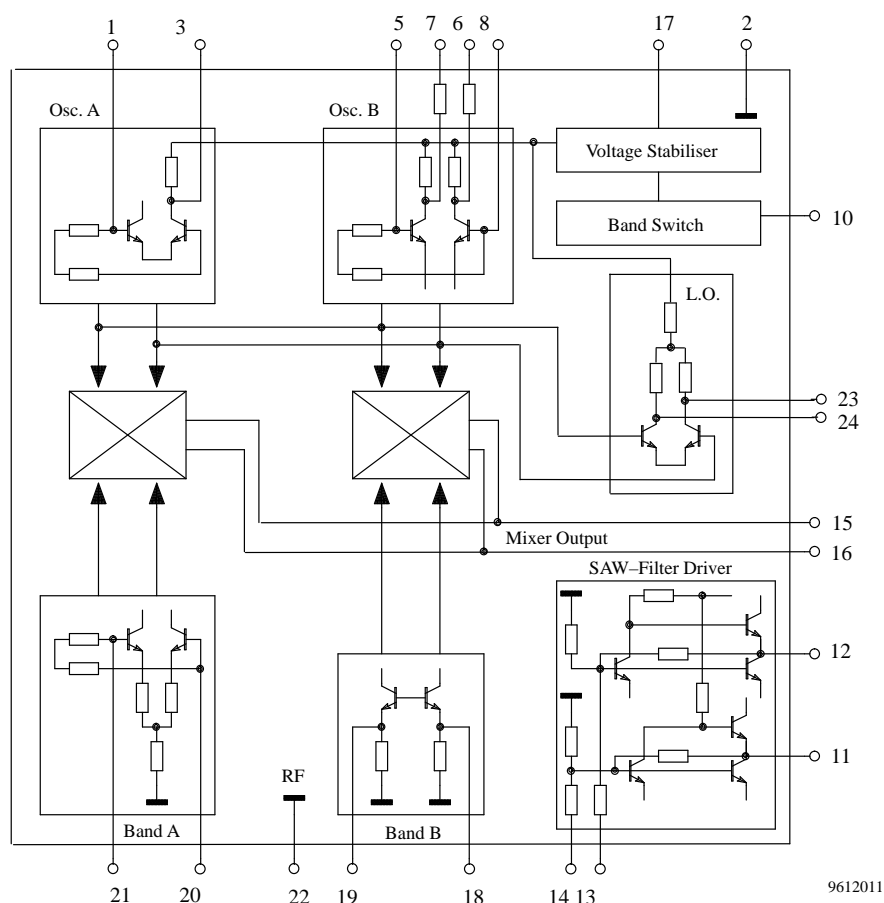 1 3 5 7 6 8 17 2
Osc. A
Osc. B
Voltage Stabiliser
Band Switch
10
L.O.
23
24
15
Mixer Output
16
SAW–Filter Driver
12
11
RF
Band A
Band B
21 20 22 19 18 14 13
9612011